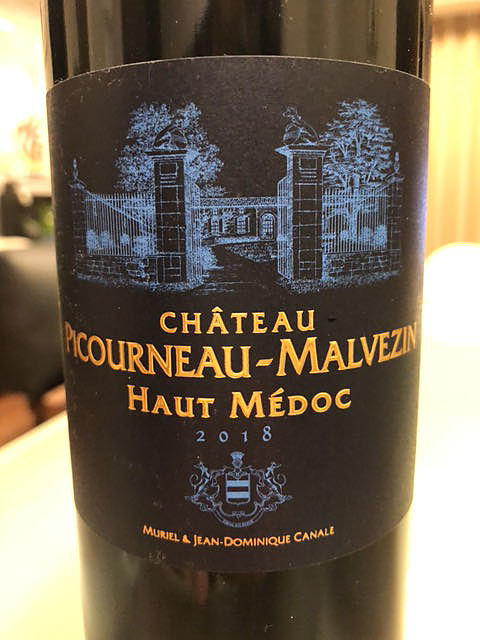 CHÂTEAU
PICOURNEAU-MALVEZIN
HAUT MÉDOC
2018
MURIEL & JEAN-DOMINIQUE CANALE